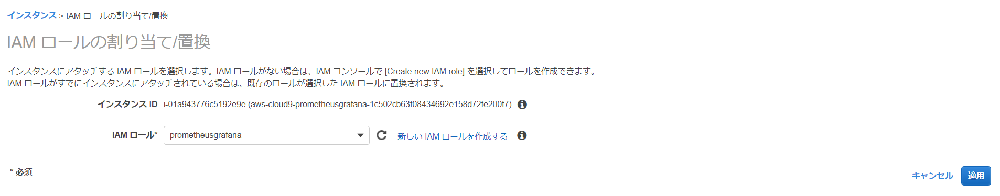 インスタンス > IAM ロールの割り当て/置換
IAM ロールの割り当て/置換
インスタンスにアタッチする IAM ロールを選択します。IAM ロールがない場合は、IAM コンソールで [Create new IAM role] を選択してロールを作成できます。
IAM ロールがすでにインスタンスにアタッチされている場合は、既存のロールが選択した IAM ロールに置換されます。
インスタンス ID i-01a943776c5192e9e (aws-cloud9-prometheusgrafana-1c502cb63f08434692e158d72fe200f7)
IAM ロール* prometheusgrafana 新しい IAM ロールを作成する
* 必須
キャンセル 適用